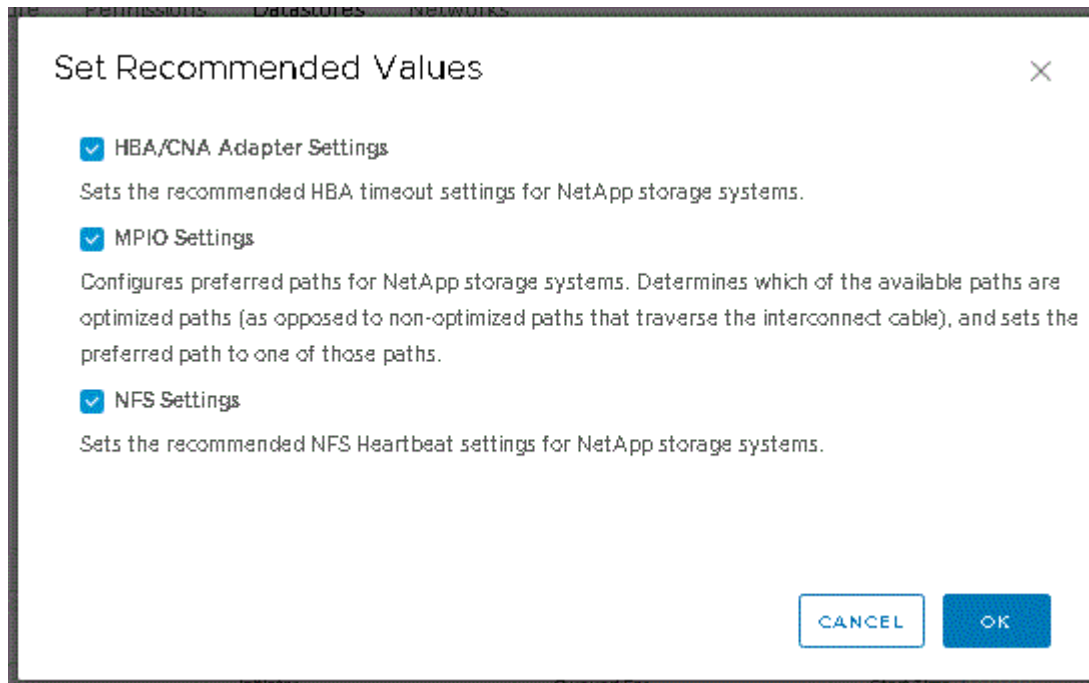 Permissions Datastores Networks
Set Recommended Values
HBA/CNA Adapter Settings
Sets the recommended HBA timeout settings for NetApp storage systems.
MPIO Settings
Configures preferred paths for NetApp storage systems. Determines which of the available paths are
optimized paths (as opposed to non-optimized paths that traverse the interconnect cable), and sets the
preferred path to one of those paths.
NFS Settings
Sets the recommended NFS Heartbeat settings for NetApp storage systems.
CANCEL OK